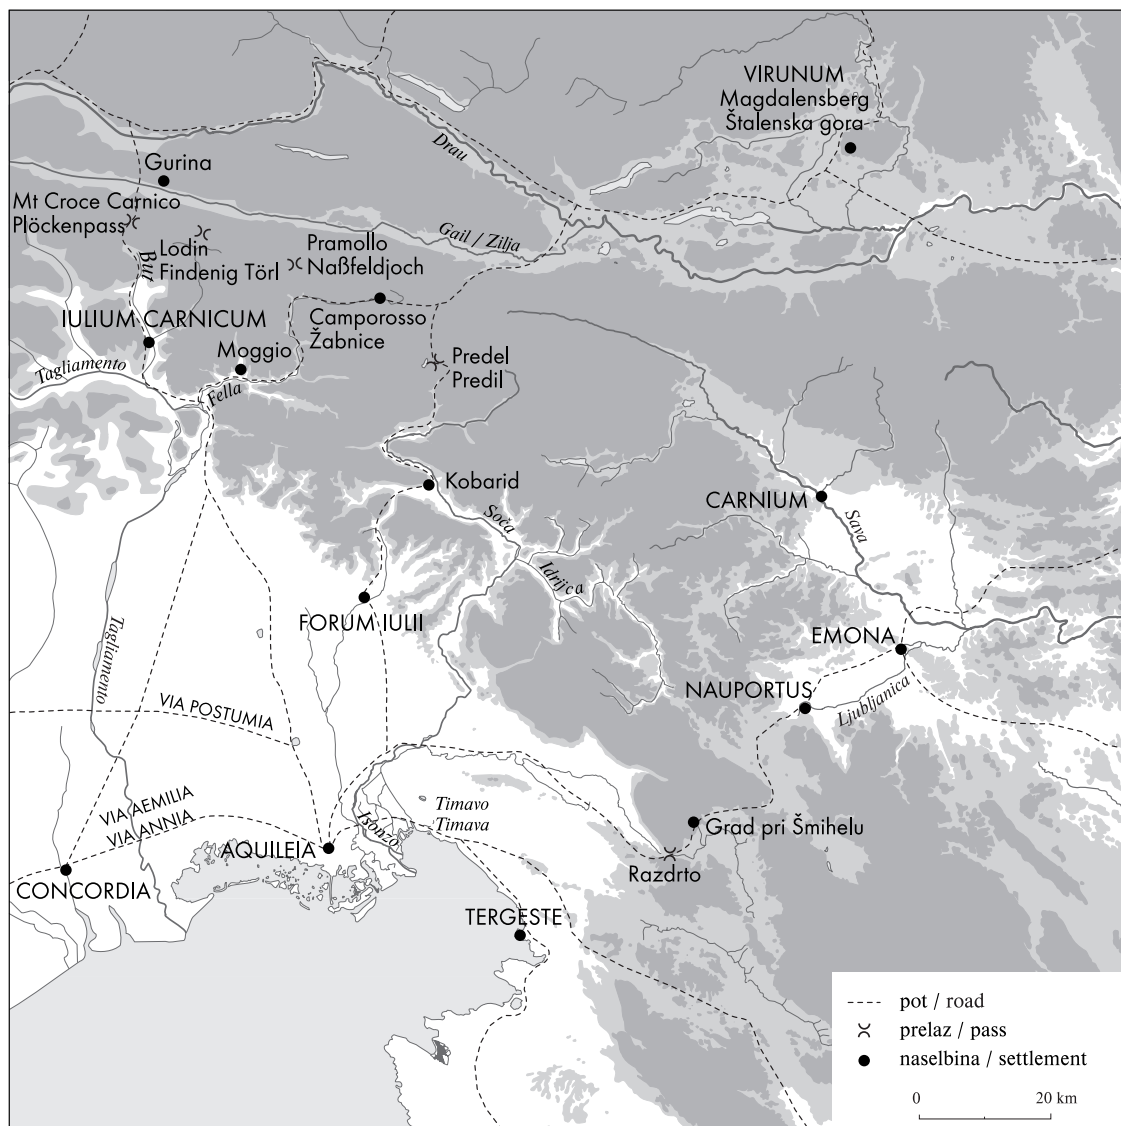 VIRUNUM
Magdalensberg
Štalenska gora
Drau
Gurina
Mt Croce Carnico
Plöckenpass
Gail / Zilja
Lodin
Findenig Törl
Pramollo
Naßfeldjoch
But
IULIUM CARNICUM
Camporosso
Žabnice
Moggio
Tagliamento
Fella
Predel
Predil
Kobarid
CARNIUM
Soča
Sava
Idrijca
FORUM IULII
EMONA
Tagliamento
NAUPORTUS
Ljubljanica
VIA POSTUMIA
VIA AEMILIA
VIA ANNIA
Timavo
Timava
Isonzo
Grad pri Šmihelu
AQUILEIA
Razdrto
CONCORDIA
TERGESTE
pot / road
prelaz / pass
naselbina / settlement
0 20 km